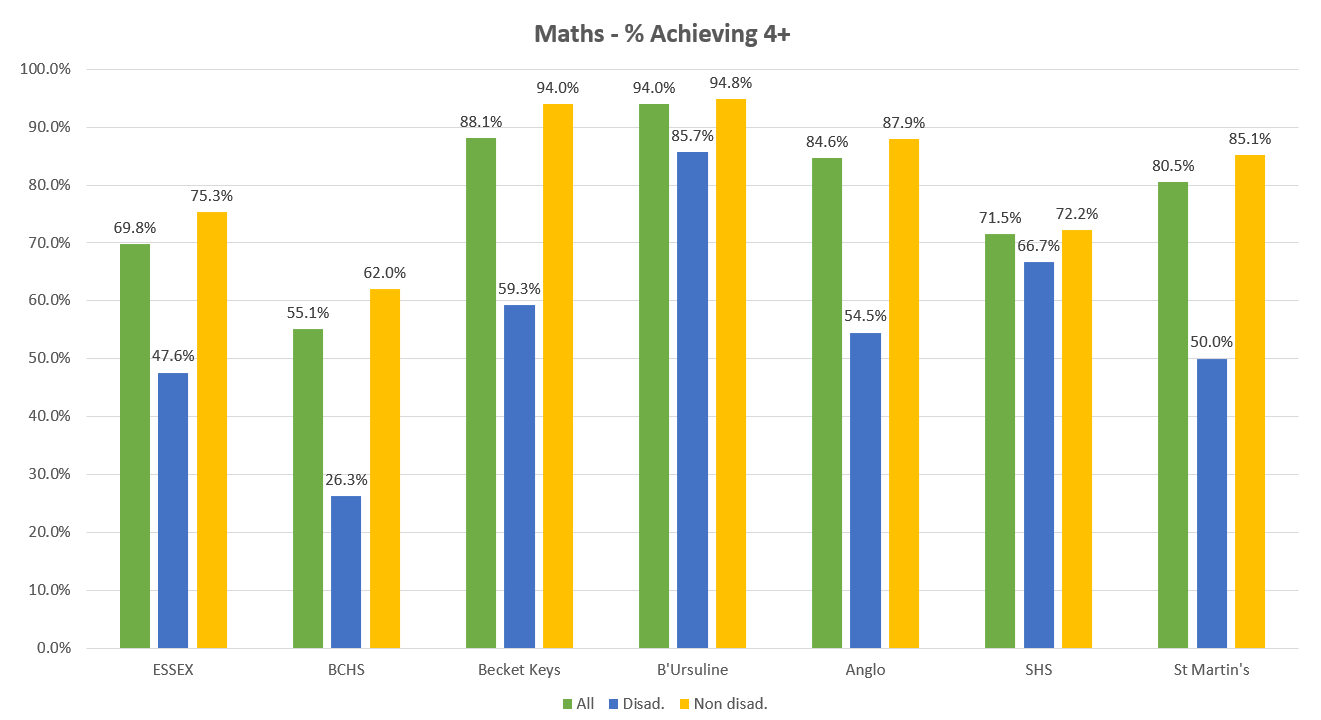 Maths - % Achieving 4+
100.0%
90.0%
80.0%
70.0%
60.0%
50.0%
40.0%
30.0%
20.0%
10.0%
0.0%
69.8%
47.6%
75.3%
55.1%
26.3%
62.0%
88.1%
59.3%
94.0%
94.0%
85.7%
94.8%
84.6%
54.5%
87.9%
71.5%
66.7%
72.2%
80.5%
50.0%
85.1%
ESSEX
BCHS
Becket Keys
B'Ursuline
Anglo
SHS
St Martin's
All
Disad.
Non disad.